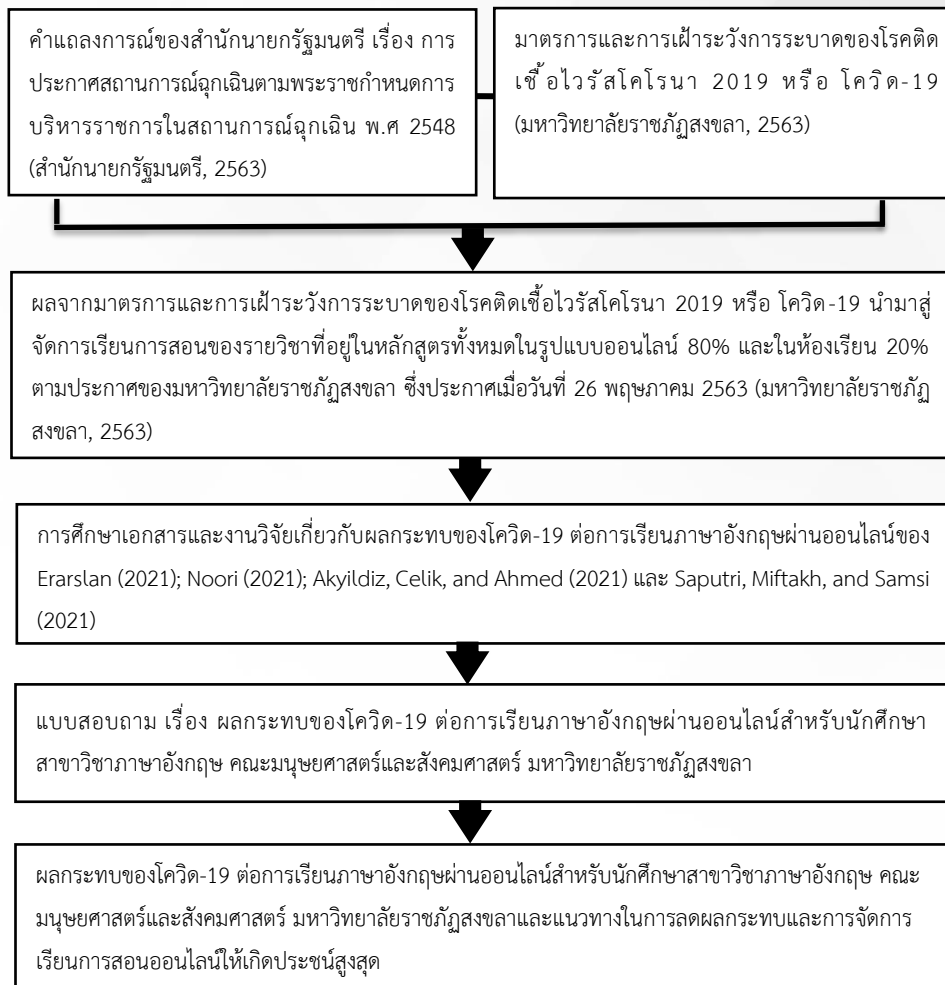 คำแถลงการณ์ของสำนักนายกรัฐมนตรี เรื่อง การ
ประกาศสถานการณ์ฉุกเฉินตามพระราชกำหนดการ
บริหารราชการในสถานการณ์ฉุกเฉิน พ.ศ 2548
(สำนักนายกรัฐมนตรี, 2563)
มาตรการและการเฝ้าระวังการระบาดของโรคติด
เชื้อไวรัสโคโรนา 2019 หรือ โควิด-19
(มหาวิทยาลัยราชภัฏสงขลา, 2563)
ผลจากมาตรการและการเฝ้าระวังการระบาดของโรคติดเชื้อไวรัสโคโรนา 2019 หรือ โควิด-19 นำมาสู่
จัดการเรียนการสอนของรายวิชาที่อยู่ในหลักสูตรทั้งหมดในรูปแบบออนไลน์ 80% และในห้องเรียน 20%
ตามประกาศของมหาวิทยาลัยราชภัฏสงขลา ซึ่งประกาศเมื่อวันที่ 26 พฤษภาคม 2563 (มหาวิทยาลัยราชภัฏ
สงขลา, 2563)
การศึกษาเอกสารและงานวิจัยเกี่ยวกับผลกระทบของโควิด-19 ต่อการเรียนภาษาอังกฤษผ่านออนไลน์ของ
Erarslan (2021); Noori (2021); Akyildiz, Celik, and Ahmed (2021) และ Saputri, Miftakh, and Samsi
(2021)
แบบสอบถาม เรื่อง ผลกระทบของโควิด-19 ต่อการเรียนภาษาอังกฤษผ่านออนไลน์สำหรับนักศึกษา
สาขาวิชาภาษาอังกฤษ คณะมนุษยศาสตร์และสังคมศาสตร์ มหาวิทยาลัยราชภัฏสงขลา
ผลกระทบของโควิด-19 ต่อการเรียนภาษาอังกฤษผ่านออนไลน์สำหรับนักศึกษาสาขาวิชาภาษาอังกฤษ คณะ
มนุษยศาสตร์และสังคมศาสตร์ มหาวิทยาลัยราชภัฏสงขลาและแนวทางในการลดผลกระทบและการจัดการ
เรียนการสอนออนไลน์ให้เกิดประชน์สูงสุด